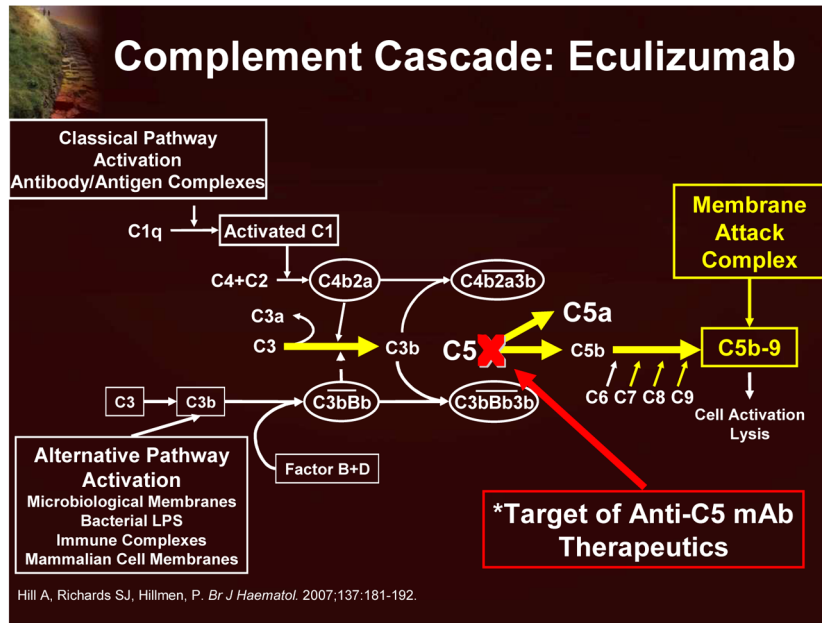 Complement Cascade: Eculizumab
Classical Pathway
Activation
Antibody/Antigen Complexes
C1q
Activated C1
C4+C2
C4b2a
C4b2a3b
C3a
C3
C3b
C5
X
C5a
C5b
C5b-9
Membrane
Attack
Complex
C6
C7
C8
C9
Cell Activation
Lysis
C3
C3b
C3bBb
C3bBb3b
Factor B+D
Alternative Pathway
Activation
Microbiological Membranes
Bacterial LPS
Immune Complexes
Mammalian Cell Membranes
*Target of Anti-C5 mAb
Therapeutics
Hill A, Richards SJ, Hillmen, P. Br J Haematol. 2007;137:181-192.